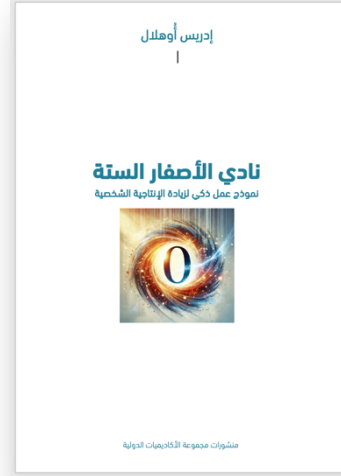 إدريس أوهلال
نادي الأصفار الستة
نموذج عمل ذكي لزيادة الإنتاجية الشخصية
0
منشورات مجموعة الأكاديميات الدولية